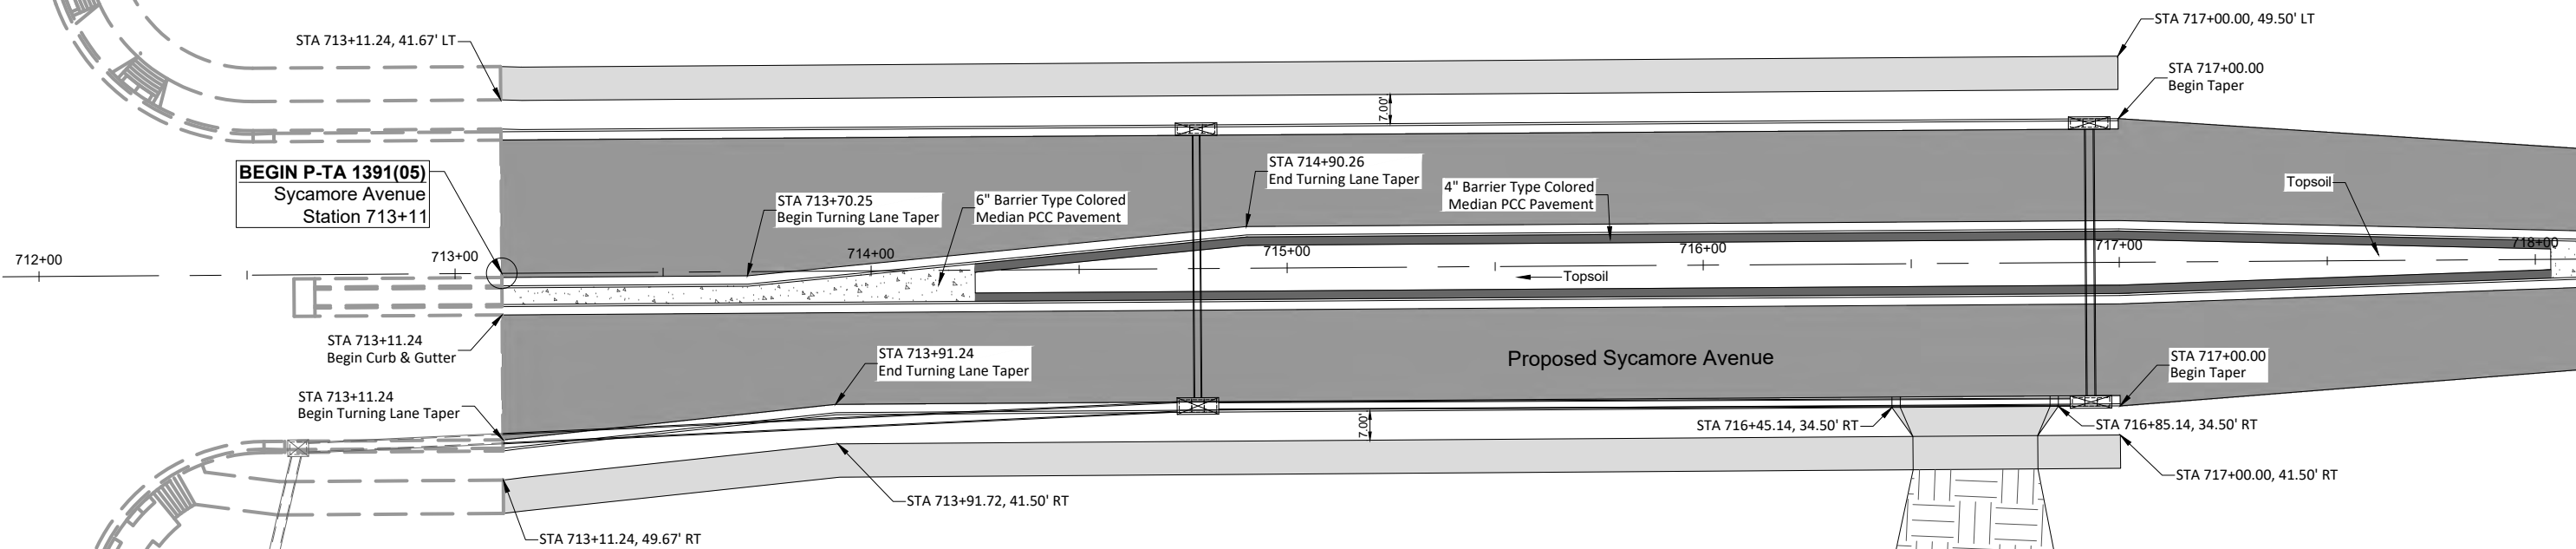 STA 717+00.00, 49.50' LT
STA 713+11.24, 41.67' LT
STA 717+00.00
Begin Taper
7.00'
BEGIN P-TA 1391(05)
Sycamore Avenue
Station 713+11
STA 714+90.26
End Turning Lane Taper
4" Barrier Type Colored
Median PCC Pavement
Topsoil
STA 713+70.25
Begin Turning Lane Taper
6" Barrier Type Colored
Median PCC Pavement
712+00
713+00
714+00
715+00
716+00
717+00
718+00
Topsoil
STA 713+11.24
Begin Curb & Gutter
STA 713+91.24
End Turning Lane Taper
Proposed Sycamore Avenue
STA 717+00.00
Begin Taper
STA 713+11.24
Begin Turning Lane Taper
7.00'
STA 716+45.14, 34.50' RT
STA 716+85.14, 34.50' RT
STA 717+00.00, 41.50' RT
STA 713+91.72, 41.50' RT
STA 713+11.24, 49.67' RT